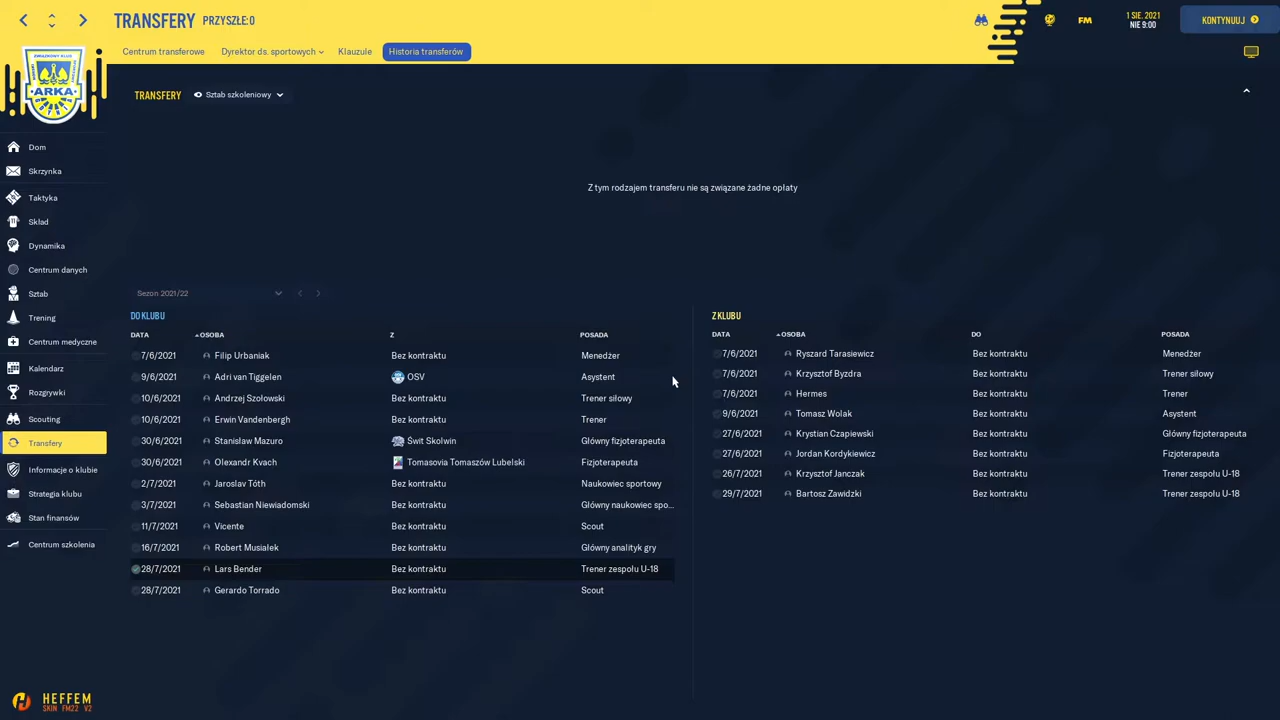 TRANSFERY PRZYSZŁE: 0
1 SIE. 2021
NIE 9:00
KONTYNUUJ
FM
Centrum transferowe Dyrektor ds. sportowych Klauzule Historia transferów
ARKA
TRANSFERY Sztab szkoleniowy
Dom
Skrzynka
Taktyka
Skład
Dynamika
Centrum danych
Sztab
Trening
Centrum medyczne
Kalendarz
Rozgrywki
Scouting
Transfery
Informacje o klubie
Strategia klubu
Stan finansów
Centrum szkolenia
HEFFEM
SKIN FM22 V2
Z tym rodzajem transferu nie są związane żadne opłaty
Sezon 2021/22
DO KLUBU
DATA OSOBA Z POSADA
7/6/2021 Filip Urbaniak Bez kontraktu Menedżer
9/6/2021 Adri van Tiggelen OSV Asystent
10/6/2021 Andrzej Szołowski Bez kontraktu Trener siłowy
10/6/2021 Erwin Vandenbergh Bez kontraktu Trener
30/6/2021 Stanisław Mazuro Świt Skolwin Główny fizjoterapeuta
30/6/2021 Olexandr Kvach Tomasovia Tomaszów Lubelski Fizjoterapeuta
2/7/2021 Jaroslav Tóth Bez kontraktu Naukowiec sportowy
3/7/2021 Sebastian Niewiadomski Bez kontraktu Główny naukowiec spo...
11/7/2021 Vicente Bez kontraktu Scout
16/7/2021 Robert Musiałek Bez kontraktu Główny analityk gry
28/7/2021 Lars Bender Bez kontraktu Trener zespołu U-18
28/7/2021 Gerardo Torrado Bez kontraktu Scout
Z KLUBU
DATA OSOBA DO POSADA
7/6/2021 Ryszard Tarasiewicz Bez kontraktu Menedżer
7/6/2021 Krzysztof Byzdra Bez kontraktu Trener siłowy
7/6/2021 Hermes Bez kontraktu Trener
9/6/2021 Tomasz Wolak Bez kontraktu Asystent
27/6/2021 Krystian Czapiewski Bez kontraktu Główny fizjoterapeuta
27/6/2021 Jordan Kordykiewicz Bez kontraktu Fizjoterapeuta
26/7/2021 Krzysztof Janczak Bez kontraktu Trener zespołu U-18
29/7/2021 Bartosz Zawidzki Bez kontraktu Trener zespołu U-18